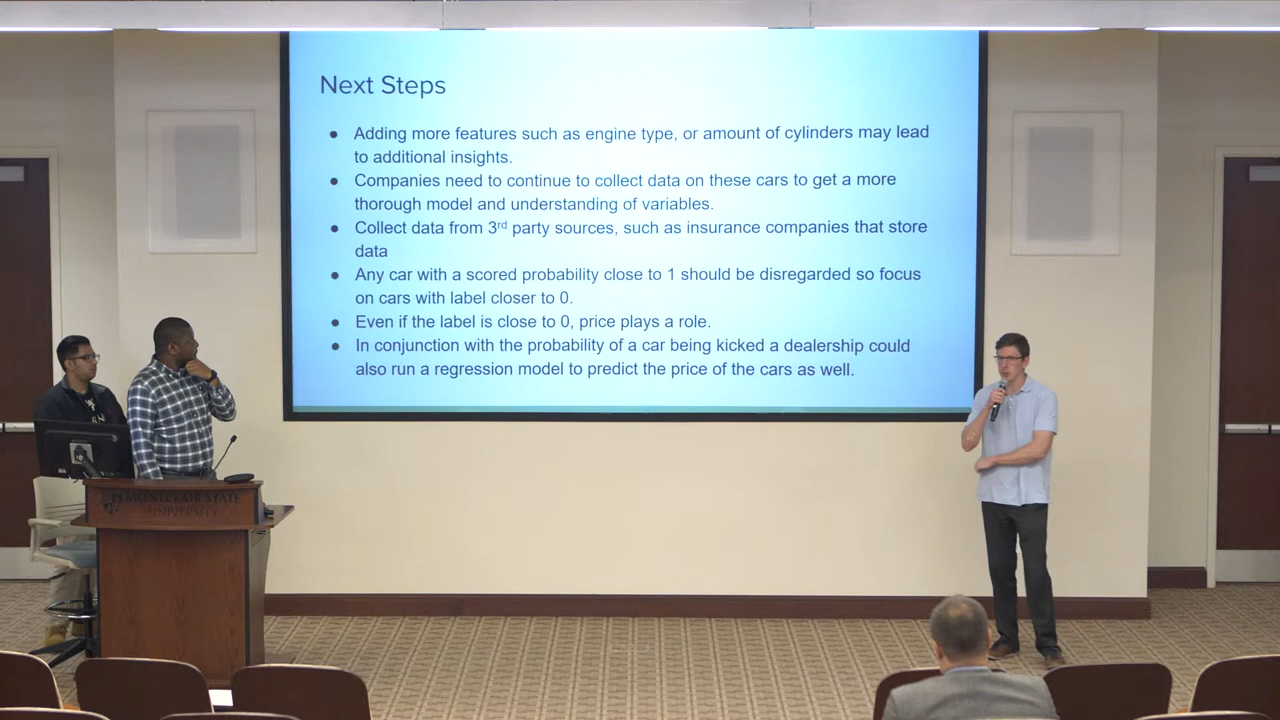 Next Steps
● Adding more features such as engine type, or amount of cylinders may lead
to additional insights.
● Companies need to continue to collect data on these cars to get a more
thorough model and understanding of variables.
● Collect data from 3rd party sources, such as insurance companies that store
data
● Any car with a scored probability close to 1 should be disregarded so focus
on cars with label closer to 0.
● Even if the label is close to 0, price plays a role.
● In conjunction with the probability of a car being kicked a dealership could
also run a regression model to predict the price of the cars as well.
MONTCLAIR STATE
UNIVERSITY